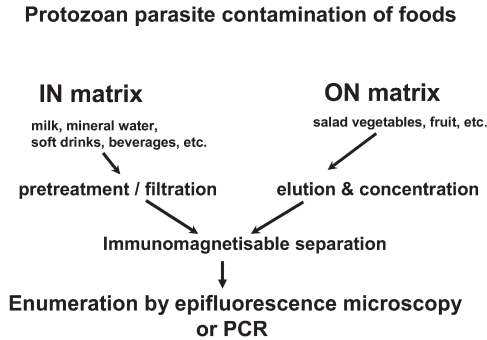 Protozoan parasite contamination of foods
IN matrix
milk, mineral water,
soft drinks, beverages, etc.
ON matrix
salad vegetables, fruit, etc.
pretreatment / filtration
elution & concentration
Immunomagnetisable separation
Enumeration by epifluorescence microscopy
or PCR